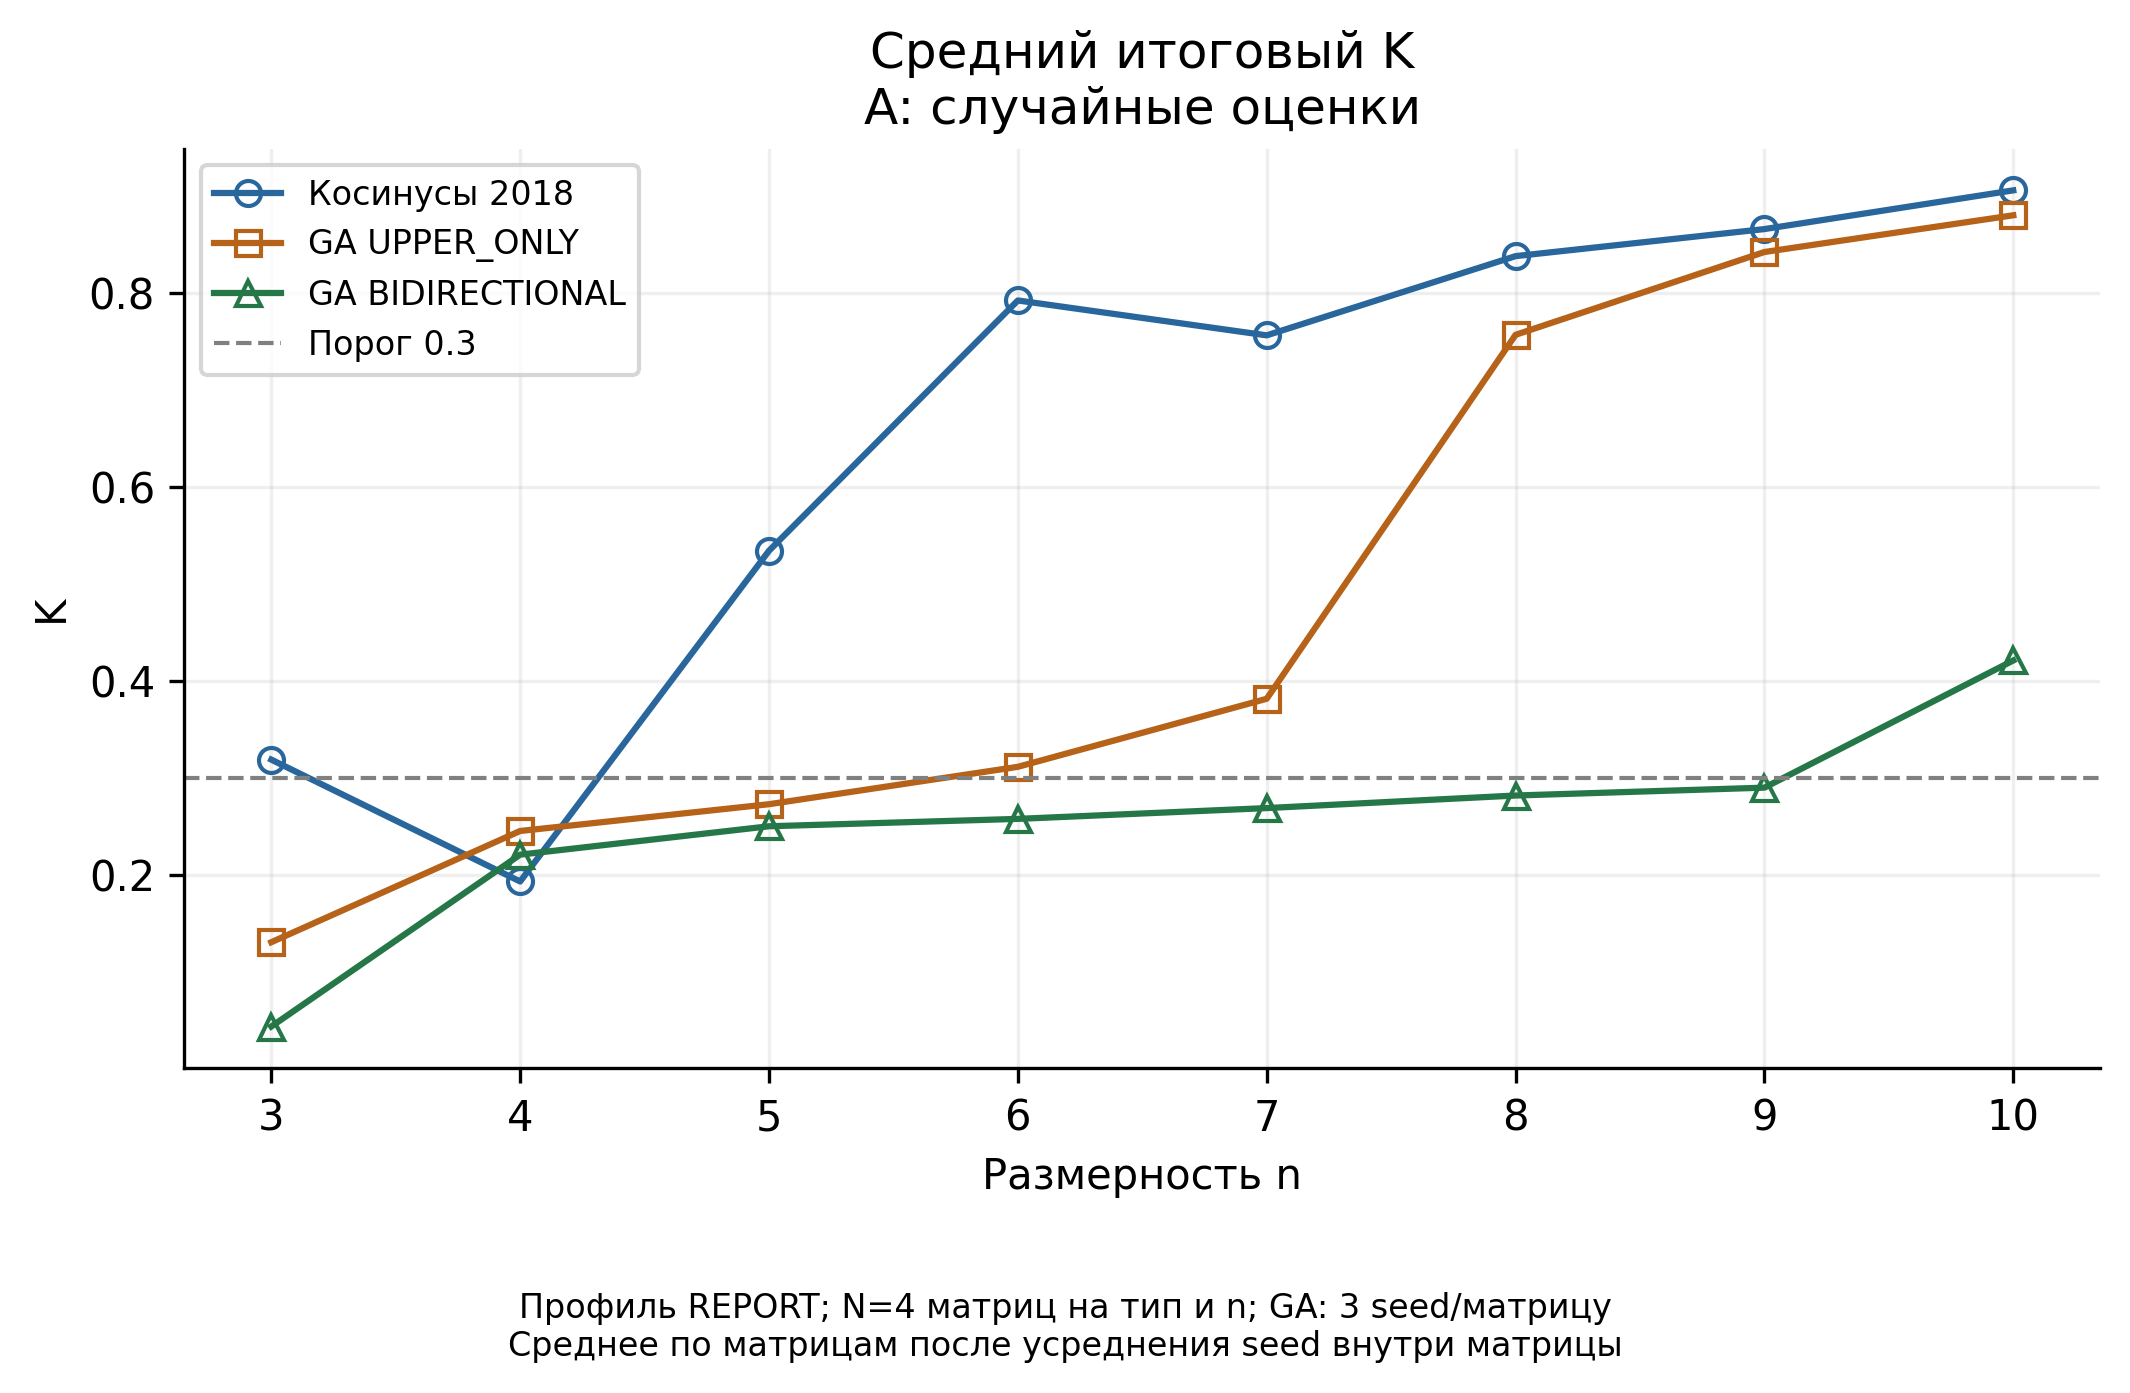 Средний итоговый K
A: случайные оценки
Косинусы 2018
GA UPPER_ONLY
GA BIDIRECTIONAL
Порог 0.3
K
0.8
0.6
0.4
0.2
3 4 5 6 7 8 9 10
Размерность n
Профиль REPORT; N=4 матриц на тип и n; GA: 3 seed/матрицу
Среднее по матрицам после усреднения seed внутри матрицы